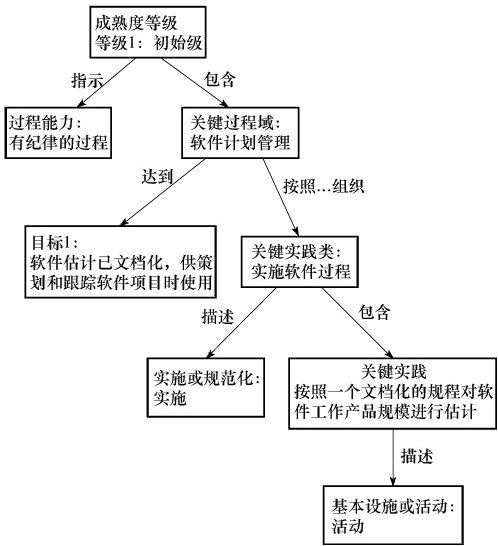 成熟度等级
等级1：初始级
指示
包含
过程能力：
有纪律的过程
关键过程域：
软件计划管理
达到
按照…组织
目标1：
软件估计已文档化，供策
划和跟踪软件项目时使用
关键实践类：
实施软件过程
描述
包含
实施或规范化：
实施
关键实践
按照一个文档化的规程对软
件工作产品规模进行估计
描述
基本设施或活动：
活动